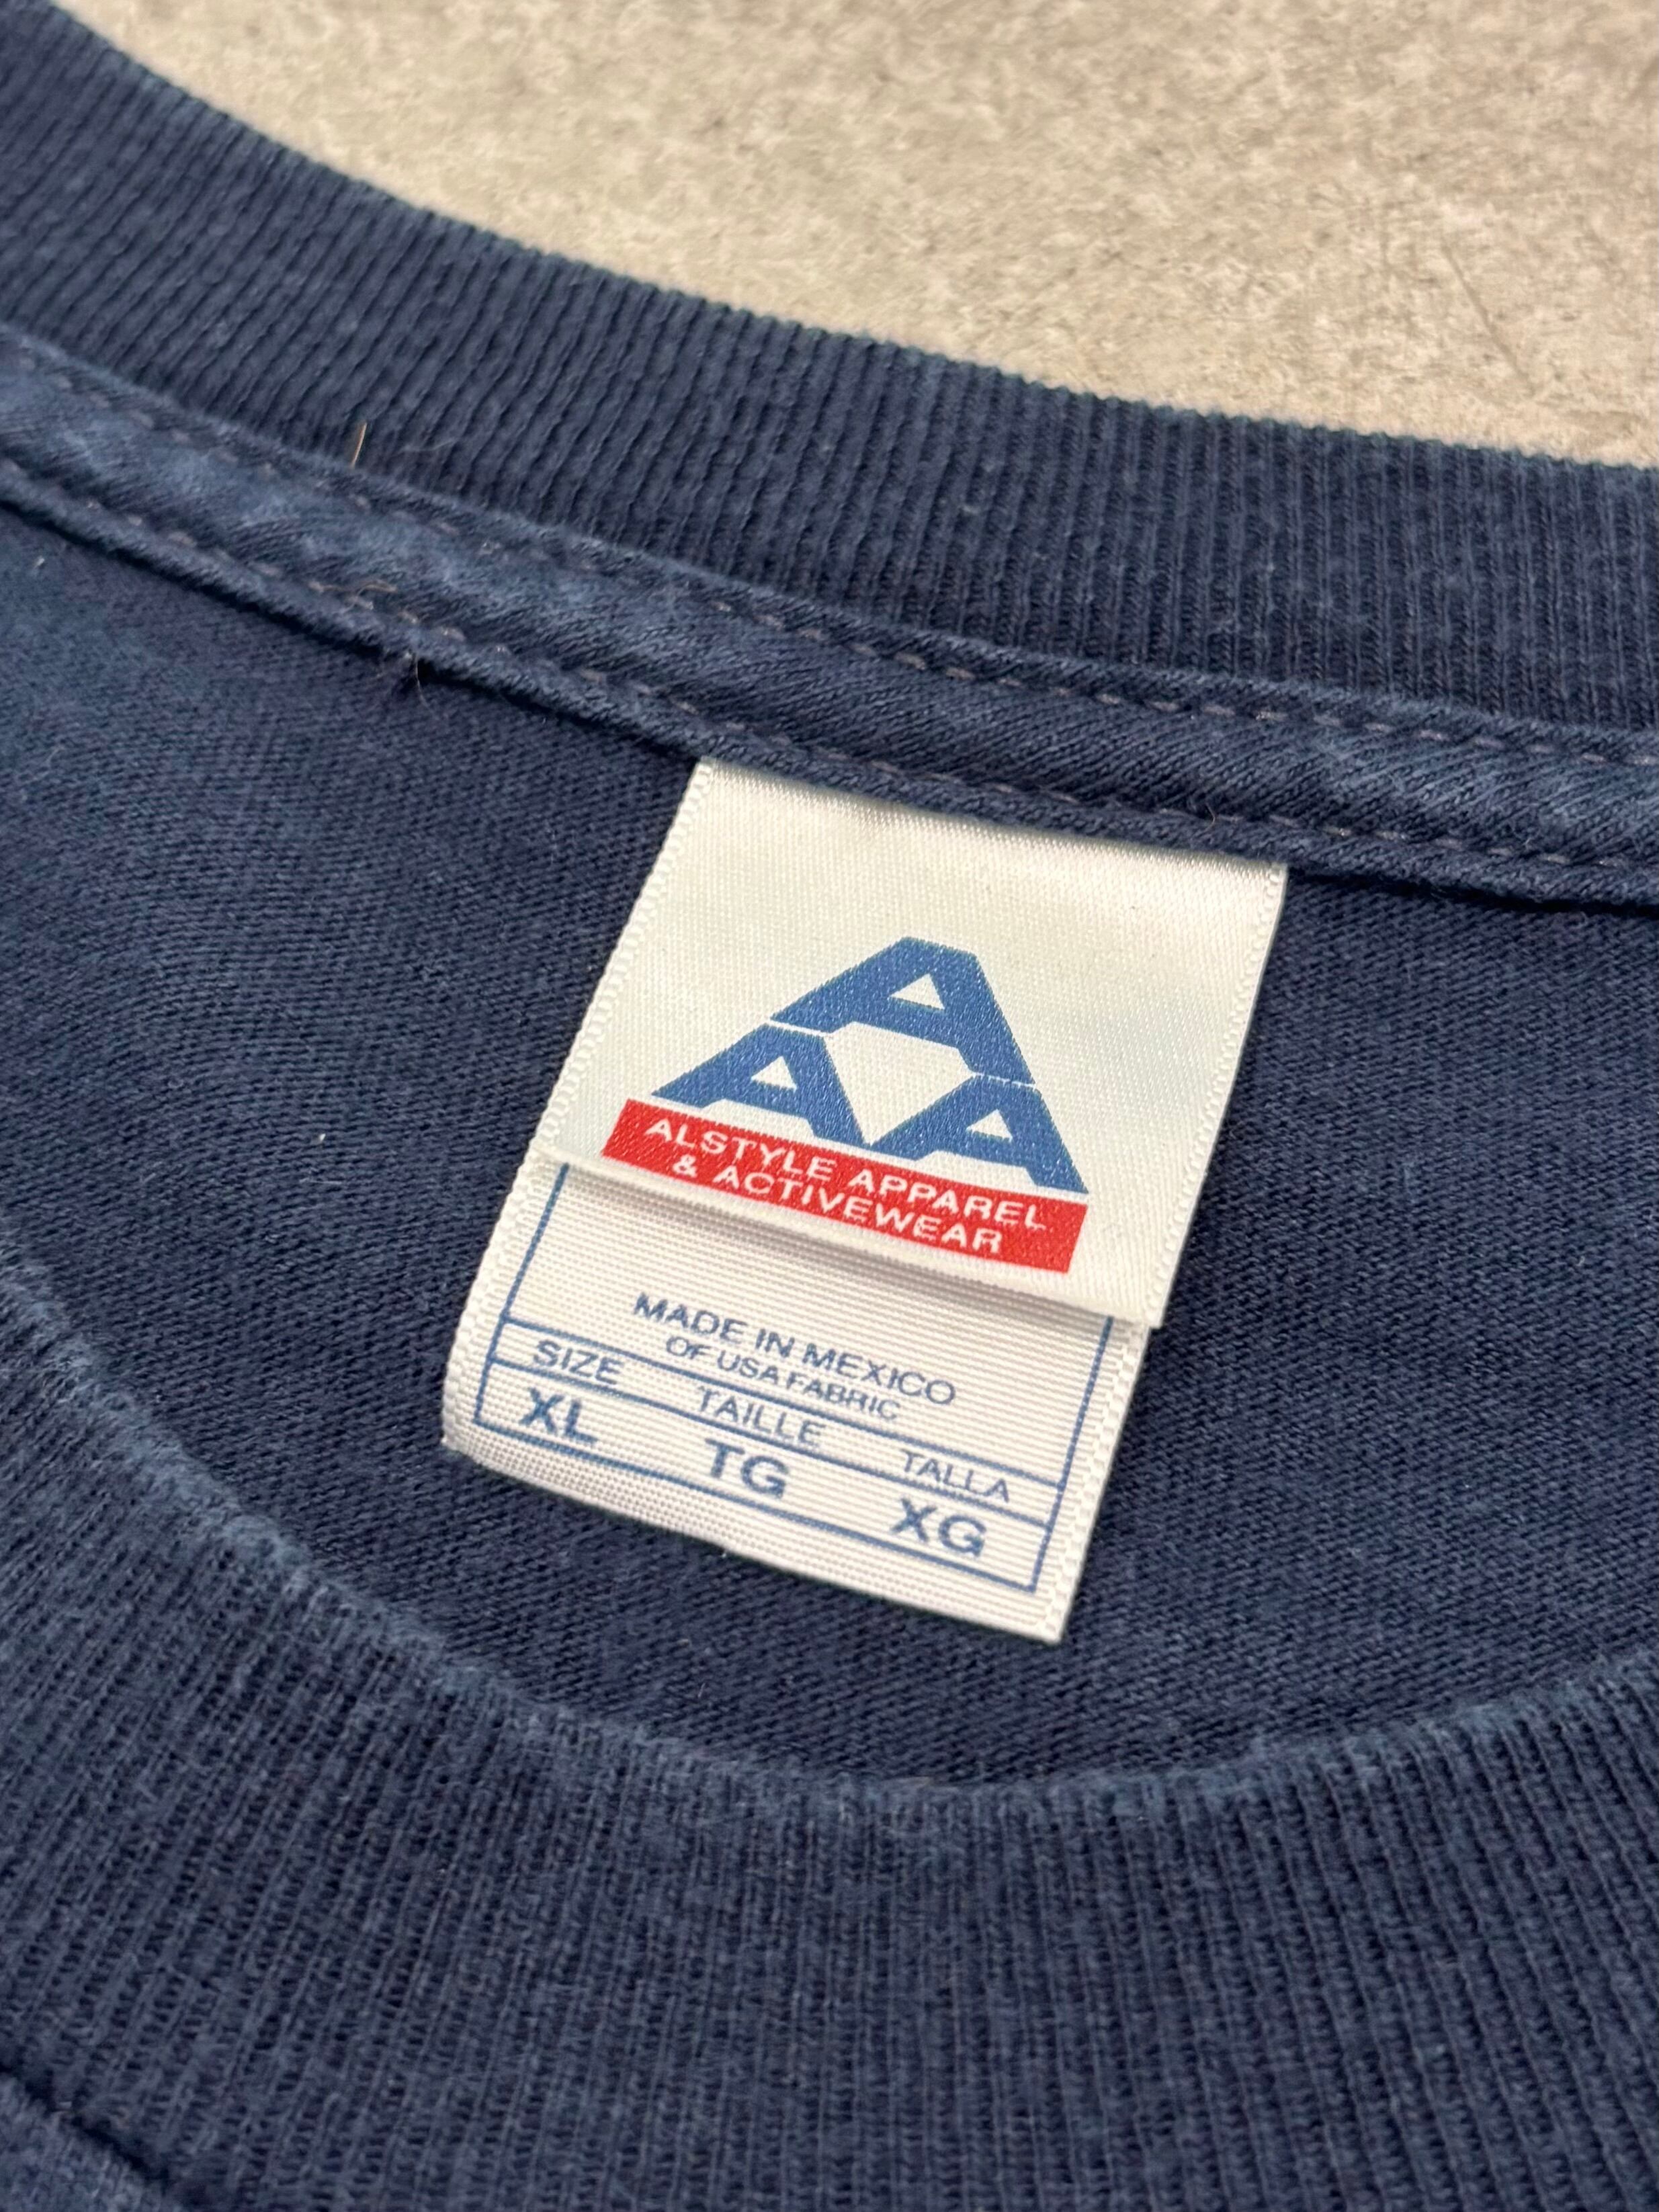 A
A A
ALSTYLE APPAREL
& ACTIVEWEAR
MADE IN MEXICO
OF USA FABRIC
SIZE TAILLE TALLA
XL TG XG